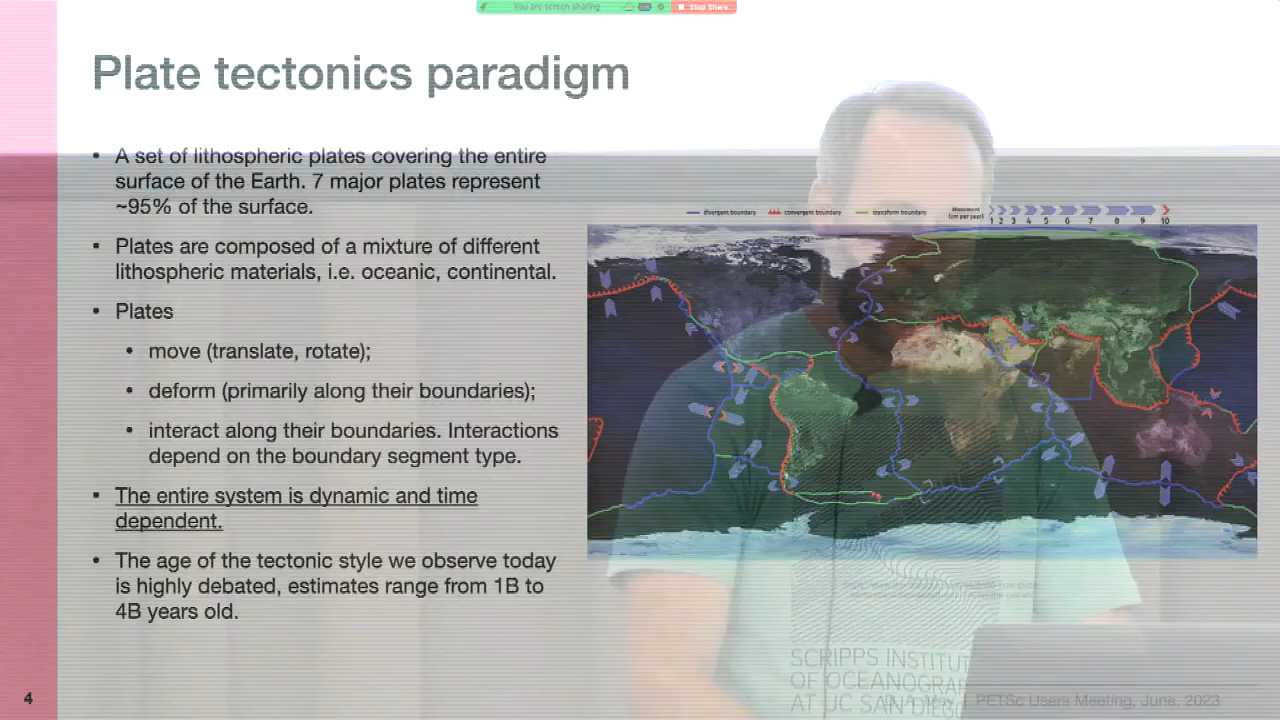 You are screen sharing
Stop Share
Plate tectonics paradigm
• A set of lithospheric plates covering the entire
surface of the Earth. 7 major plates represent
~95% of the surface.
• Plates are composed of a mixture of different
lithospheric materials, i.e. oceanic, continental.
• Plates
• move (translate, rotate);
• deform (primarily along their boundaries);
• interact along their boundaries. Interactions
depend on the boundary segment type.
• The entire system is dynamic and time
dependent.
• The age of the tectonic style we observe today
is highly debated, estimates range from 1B to
4B years old.
divergent boundary convergent boundary transform boundary
Movement
(cm per year)
1 2 3 4 5 6 7 8 9 10
SCRIPPS INSTITUT
OF OCEANOGRA
AT UC SAN DIEGO
4
May | PETSc Users Meeting, June, 2023